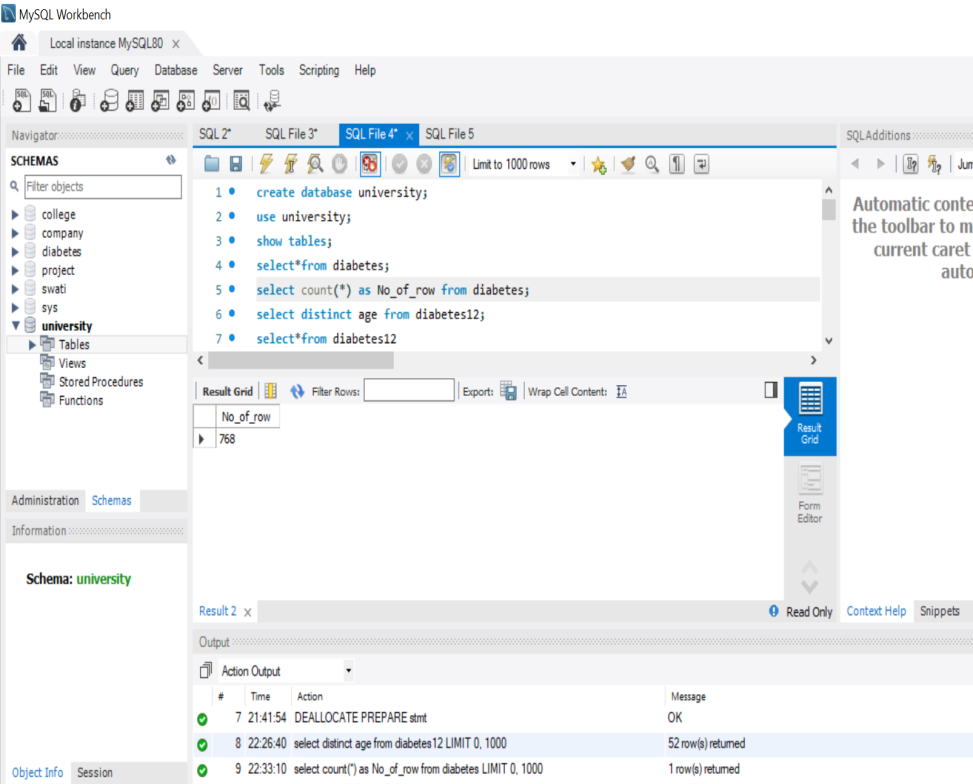 MySQL Workbench
Local instance MySQL80 x
File Edit View Query Database Server Tools Scripting Help
Navigator
SCHEMAS
Filter objects
college
company
diabetes
project
swati
sys
university
Tables
Views
Stored Procedures
Functions
Administration Schemas
Information
Schema: university
Object Info Session
SQL 2* SQL File 3* SQL File 4* x SQL File 5
Limit to 1000 rows
1 create database university;
2 use university;
3 show tables;
4 select*from diabetes;
5 select count(*) as No_of_row from diabetes;
6 select distinct age from diabetes12;
7 select*from diabetes12
Result Grid Filter Rows: Export: Wrap Cell Content:
No_of_row
768
Result
Grid
Form
Editor
Result 2 x Read Only
Output
Action Output
# Time Action Message
7 21:41:54 DEALLOCATE PREPARE stmt OK
8 22:26:40 select distinct age from diabetes12 LIMIT 0, 1000 52 row(s) returned
9 22:33:10 select count(*) as No_of_row from diabetes LIMIT 0, 1000 1 row(s) returned
SQLAdditions
Jum
Automatic conte
the toolbar to m
current caret
auto
Context Help Snippets